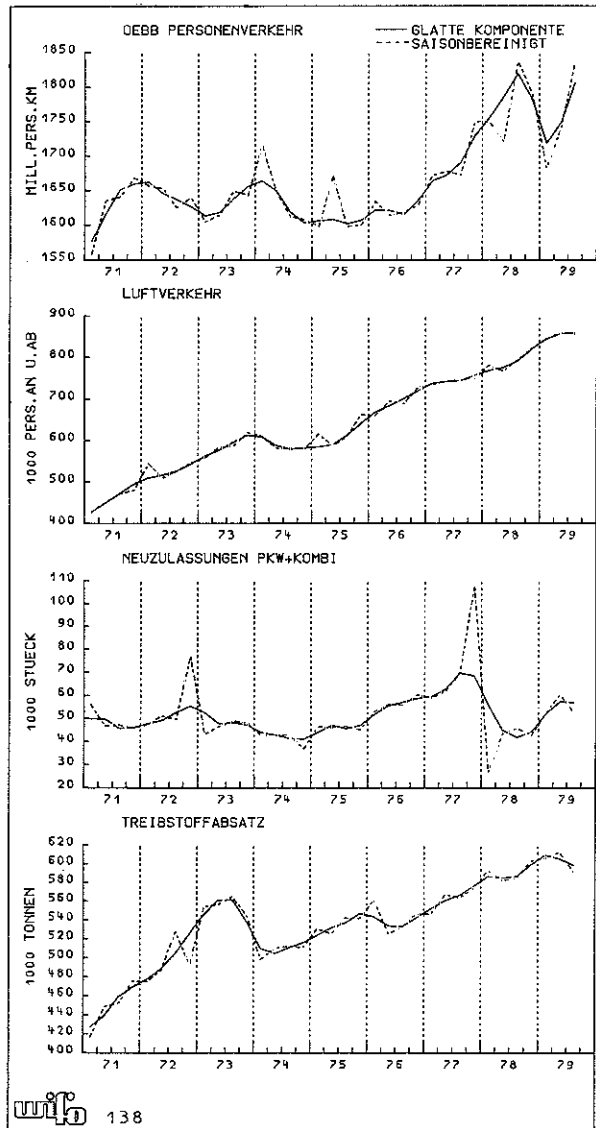 OEBB PERSONENVERKEHR
GLATTE KOMPONENTE
SAISONBEREINIGT
MILL.PERS.KM
1850
1800
1750
1700
1650
1600
1550
71 72 73 74 75 76 77 78 79
LUFTVERKEHR
1000 PERS.AN U.AB
900
800
700
600
500
400
71 72 73 74 75 76 77 78 79
NEUZULASSUNGEN PKW+KOMBI
1000 STUECK
110
100
90
80
70
60
50
40
30
20
71 72 73 74 75 76 77 78 79
TREIBSTOFFABSATZ
1000 TONNEN
620
600
580
560
540
520
500
480
460
440
420
400
71 72 73 74 75 76 77 78 79
wifo 138